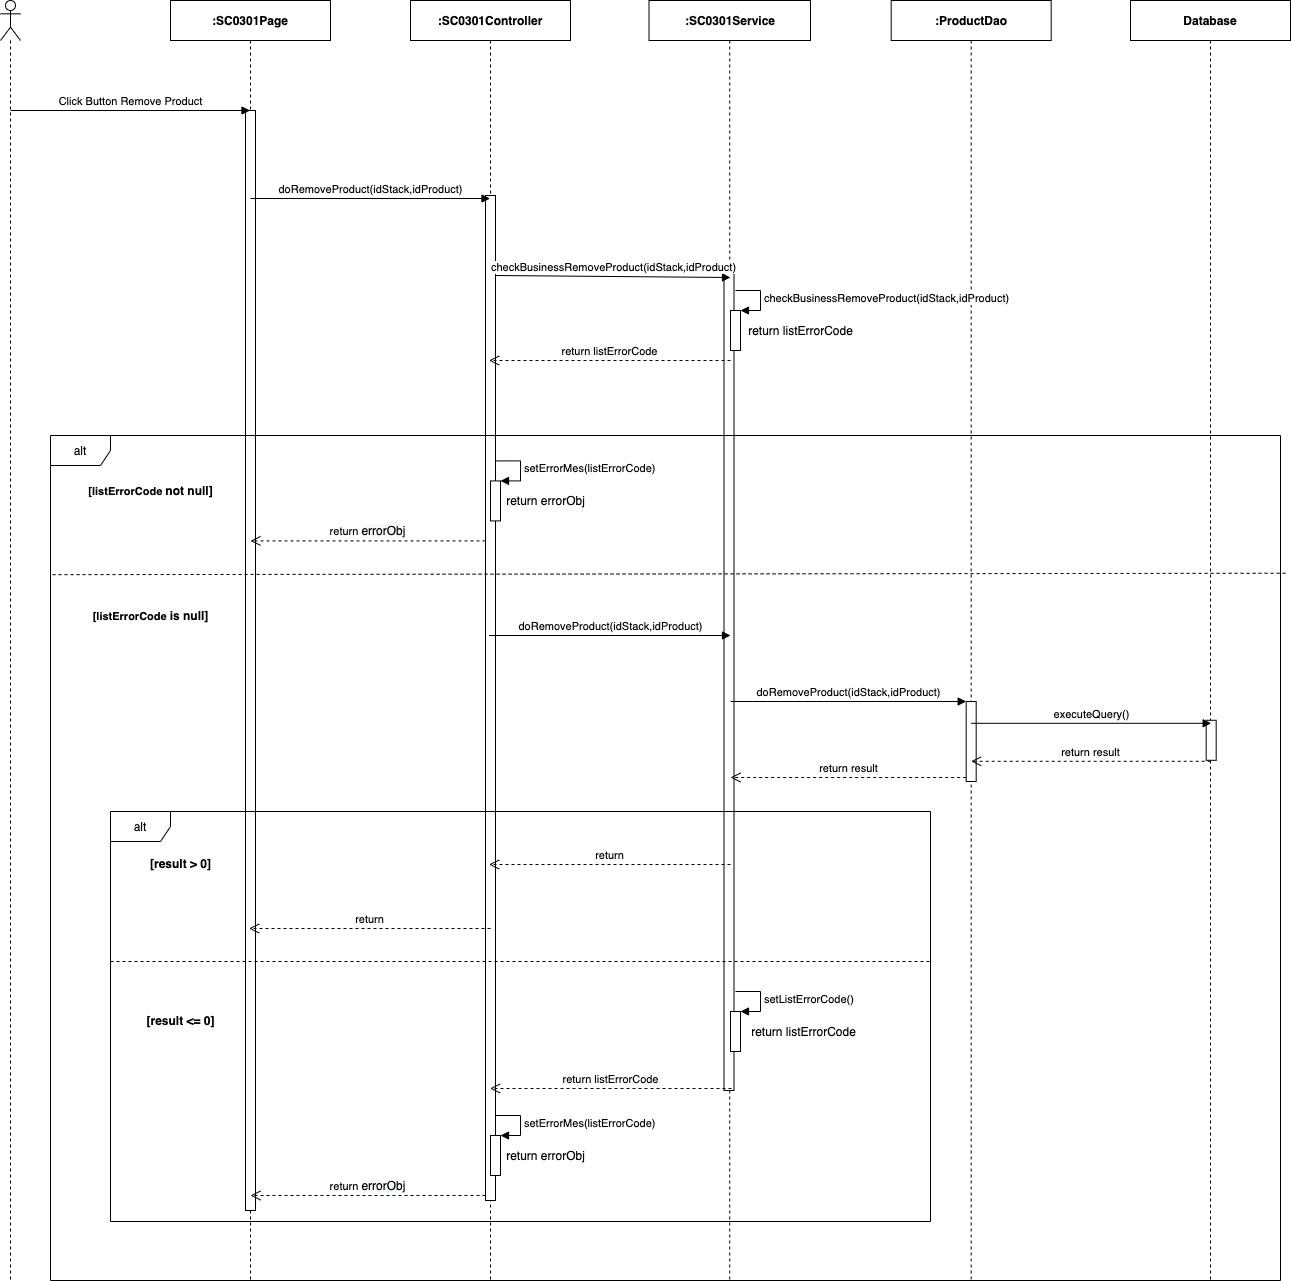 :SC0301Page
:SC0301Controller
:SC0301Service
:ProductDao
Database
Click Button Remove Product
doRemoveProduct(idStack,idProduct)
checkBusinessRemoveProduct(idStack,idProduct)
checkBusinessRemoveProduct(idStack,idProduct)
return listErrorCode
return listErrorCode
alt
setErrorMes(listErrorCode)
[listErrorCode not null]
return errorObj
return errorObj
[listErrorCode is null]
doRemoveProduct(idStack,idProduct)
doRemoveProduct(idStack,idProduct)
executeQuery()
return result
return result
alt
return
[result > 0]
return
setListErrorCode()
[result <= 0]
return listErrorCode
return listErrorCode
setErrorMes(listErrorCode)
return errorObj
return errorObj